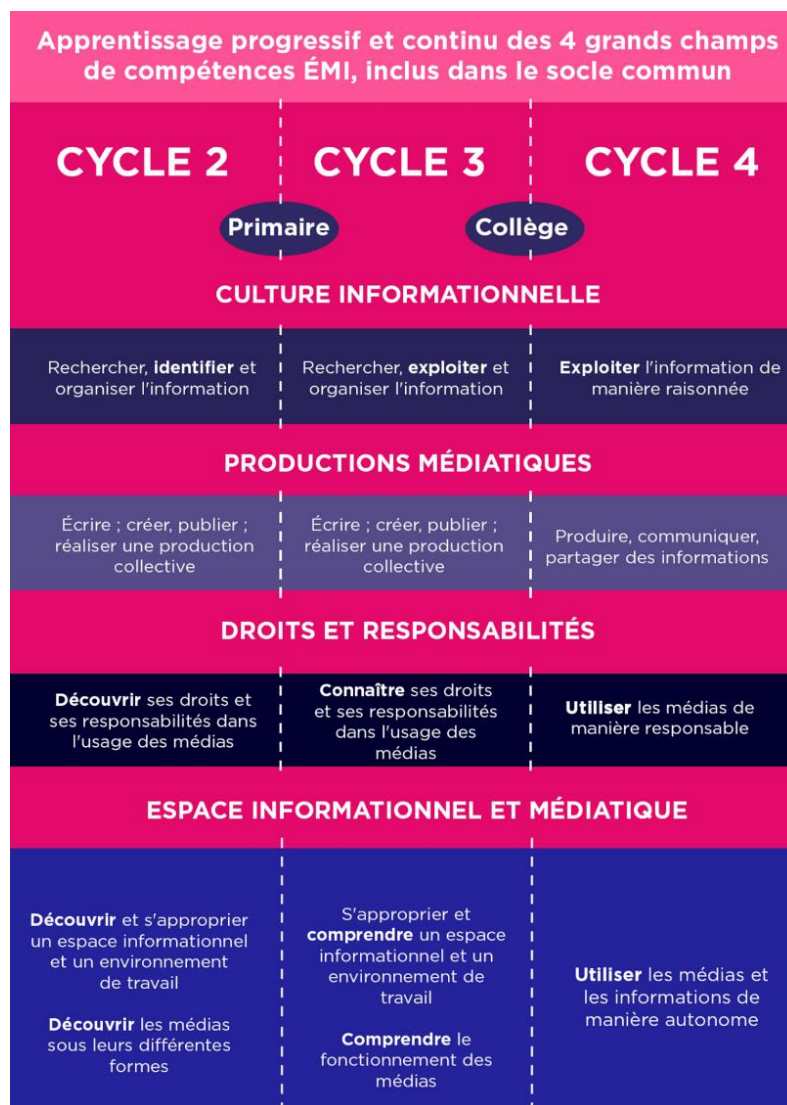 Apprentissage progressif et continu des 4 grands champs
de compétences ÉMI, inclus dans le socle commun
CYCLE 2
CYCLE 3
CYCLE 4
Primaire
Collège
CULTURE INFORMATIONNELLE
Rechercher, identifier et
organiser l'information
Rechercher, exploiter et
organiser l'information
Exploiter l'information de
manière raisonnée
PRODUCTIONS MÉDIATIQUES
Écrire ; créer, publier ;
réaliser une production
collective
Écrire ; créer, publier ;
réaliser une production
collective
Produire, communiquer,
partager des informations
DROITS ET RESPONSABILITÉS
Découvrir ses droits et
ses responsabilités dans
l'usage des médias
Connaître ses droits
et ses responsabilités
dans l'usage des
médias
Utiliser les médias de
manière responsable
ESPACE INFORMATIONNEL ET MÉDIATIQUE
Découvrir et s'approprier
un espace informationnel
et un environnement
de travail
Découvrir les médias
sous leurs différentes
formes
S'approprier et
comprendre un espace
informationnel et un
environnement de
travail
Comprendre le
fonctionnement des
médias
Utiliser les médias et
les informations de
manière autonome